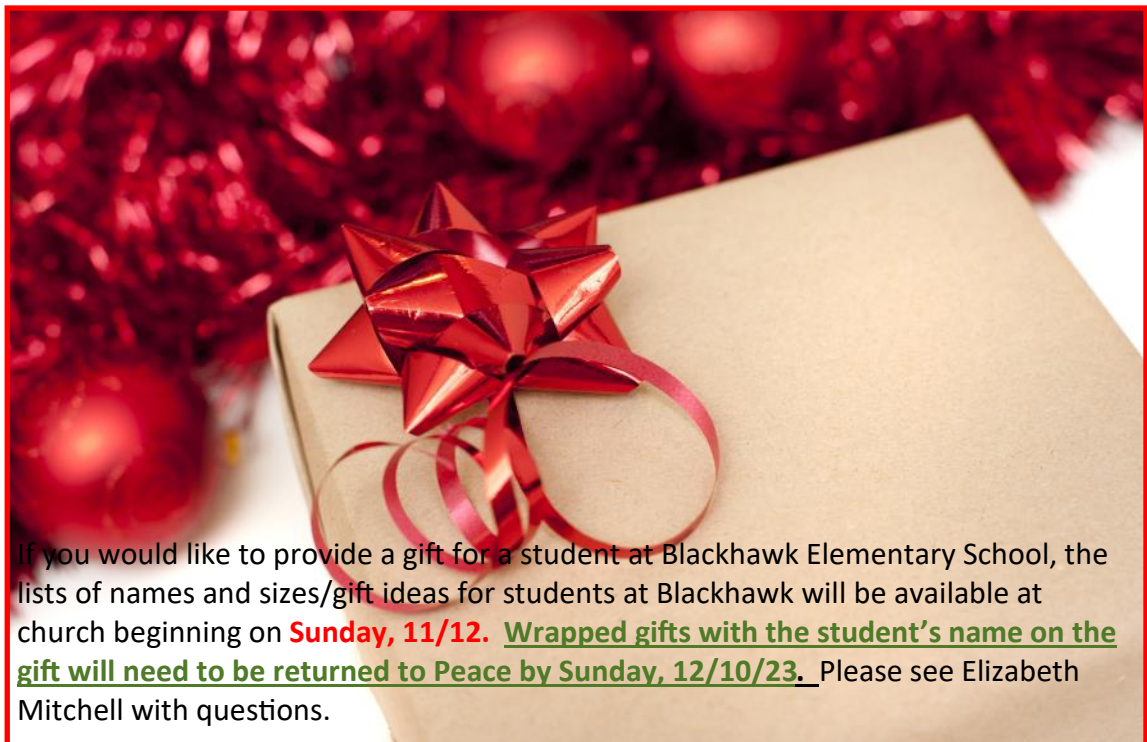 If you would like to provide a gift for a student at Blackhawk Elementary School, the
lists of names and sizes/gift ideas for students at Blackhawk will be available at
church beginning on Sunday, 11/12. Wrapped gifts with the student’s name on the
gift will need to be returned to Peace by Sunday, 12/10/23. Please see Elizabeth
Mitchell with questions.